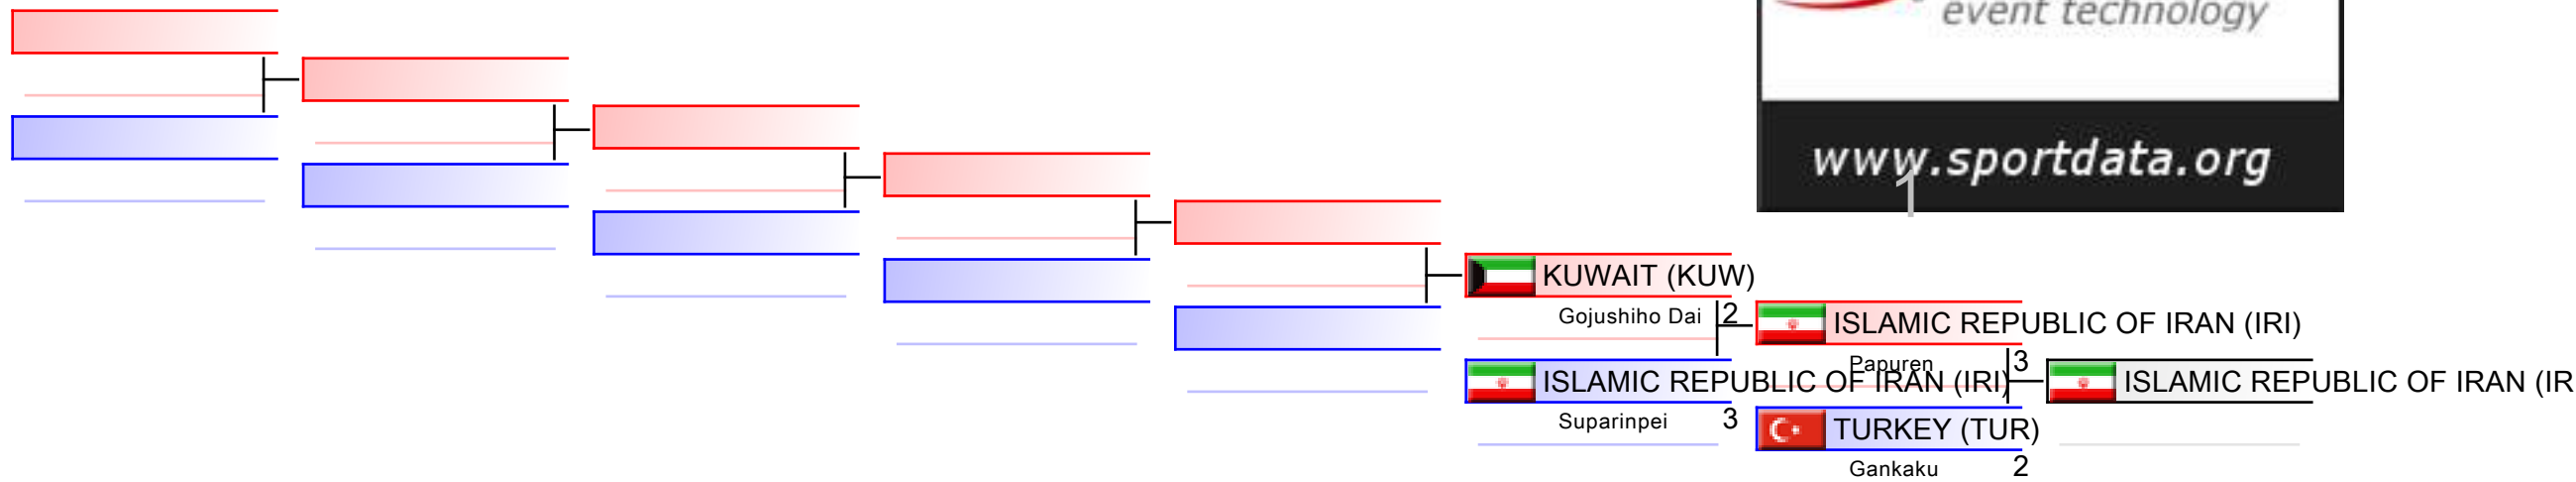 event technology
www.sportdata.org
1
KUWAIT (KUW)
Gojushiho Dai 2
ISLAMIC REPUBLIC OF IRAN (IRI)
Papuren 3
ISLAMIC REPUBLIC OF IRAN (IRI)
ISLAMIC REPUBLIC OF IRAN (IR
Suparinpei 3
TURKEY (TUR)
Gankaku 2